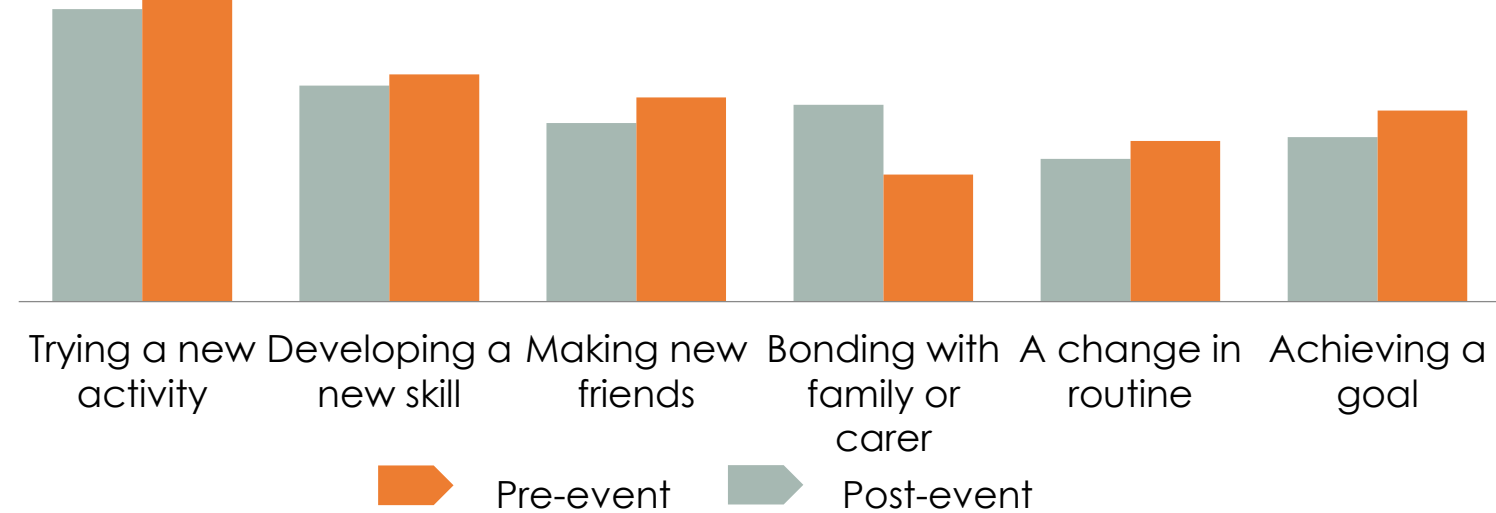 Trying a new activity
Developing a new skill
Making new friends
Bonding with family or carer
A change in routine
Achieving a goal
Pre-event
Post-event